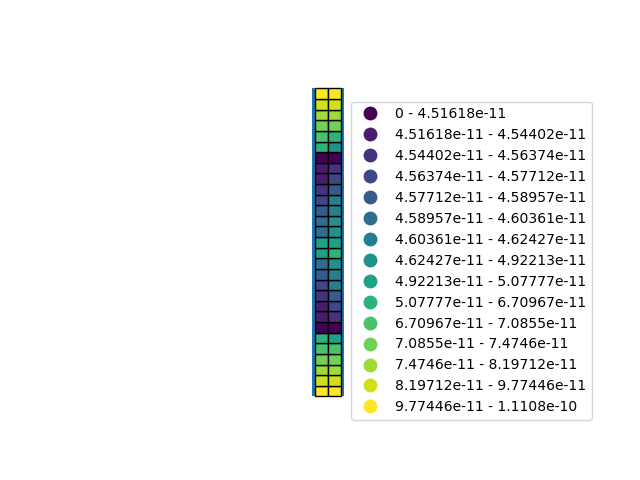 0 - 4.51618e-11
4.51618e-11 - 4.54402e-11
4.54402e-11 - 4.56374e-11
4.56374e-11 - 4.57712e-11
4.57712e-11 - 4.58957e-11
4.58957e-11 - 4.60361e-11
4.60361e-11 - 4.62427e-11
4.62427e-11 - 4.92213e-11
4.92213e-11 - 5.07777e-11
5.07777e-11 - 6.70967e-11
6.70967e-11 - 7.0855e-11
7.0855e-11 - 7.4746e-11
7.4746e-11 - 8.19712e-11
8.19712e-11 - 9.77446e-11
9.77446e-11 - 1.1108e-10